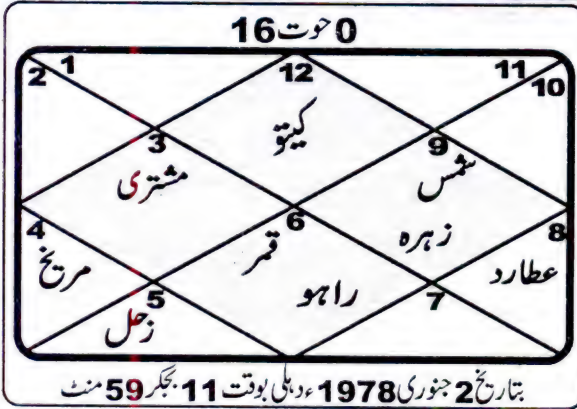 0 حوت 16
2 1 12 11 10
کیتو
3 9
مشتری شمس
6
4 قمر زہرہ 8
مریخ راہو عطارد
5 7
زحل
بتاریخ 2 جنوری 1978ء دہلی بوقت 11 بجکر 59 منٹ